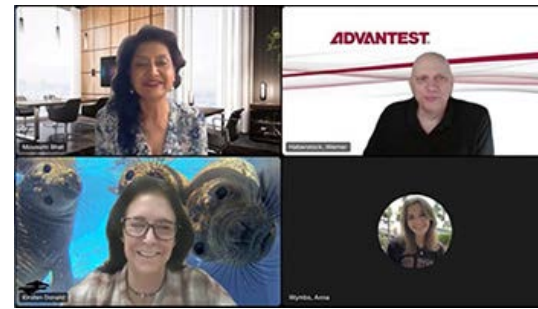 Mousumi Bhat
ADVANTEST
Haberstock, Werner
Kirsten Donald
Wymbs, Anna